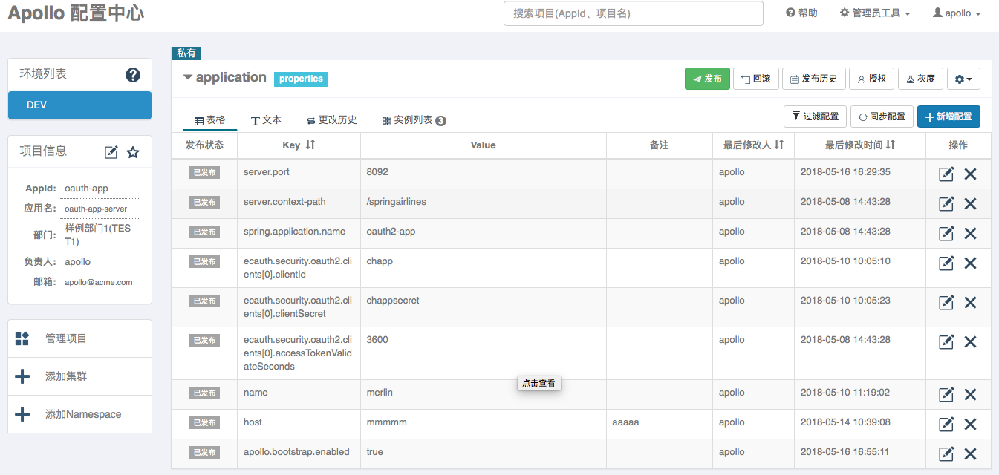 Apollo 配置中心
搜索项目(AppId、项目名)
帮助
管理员工具
apollo
环境列表
DEV
项目信息
AppId: oauth-app
应用名: oauth-app-server
部门: 样例部门1(TES
T1)
负责人: apollo
邮箱: apollo@acme.com
管理项目
添加集群
添加Namespace
私有
application properties
发布 回滚 发布历史 授权 灰度
表格 文本 更改历史 实例列表 3
过滤配置 同步配置 新增配置
发布状态 Key Value 备注 最后修改人 最后修改时间 操作
已发布 server.port 8092 apollo 2018-05-16 16:29:35
已发布 server.context-path /springairlines apollo 2018-05-08 14:43:28
已发布 spring.application.name oauth2-app apollo 2018-05-08 14:43:28
已发布 ecauth.security.oauth2.cli chapp apollo 2018-05-10 10:05:10
ents[0].clientId
已发布 ecauth.security.oauth2.cli chappsecret apollo 2018-05-10 10:05:23
ents[0].clientSecret
已发布 ecauth.security.oauth2.cli 3600 apollo 2018-05-08 14:43:28
ents[0].accessTokenValid
ateSeconds
点击查看
已发布 name merlin apollo 2018-05-10 11:19:02
已发布 host mmmmm aaaaa apollo 2018-05-14 10:39:08
已发布 apollo.bootstrap.enabled true apollo 2018-05-16 16:55:11